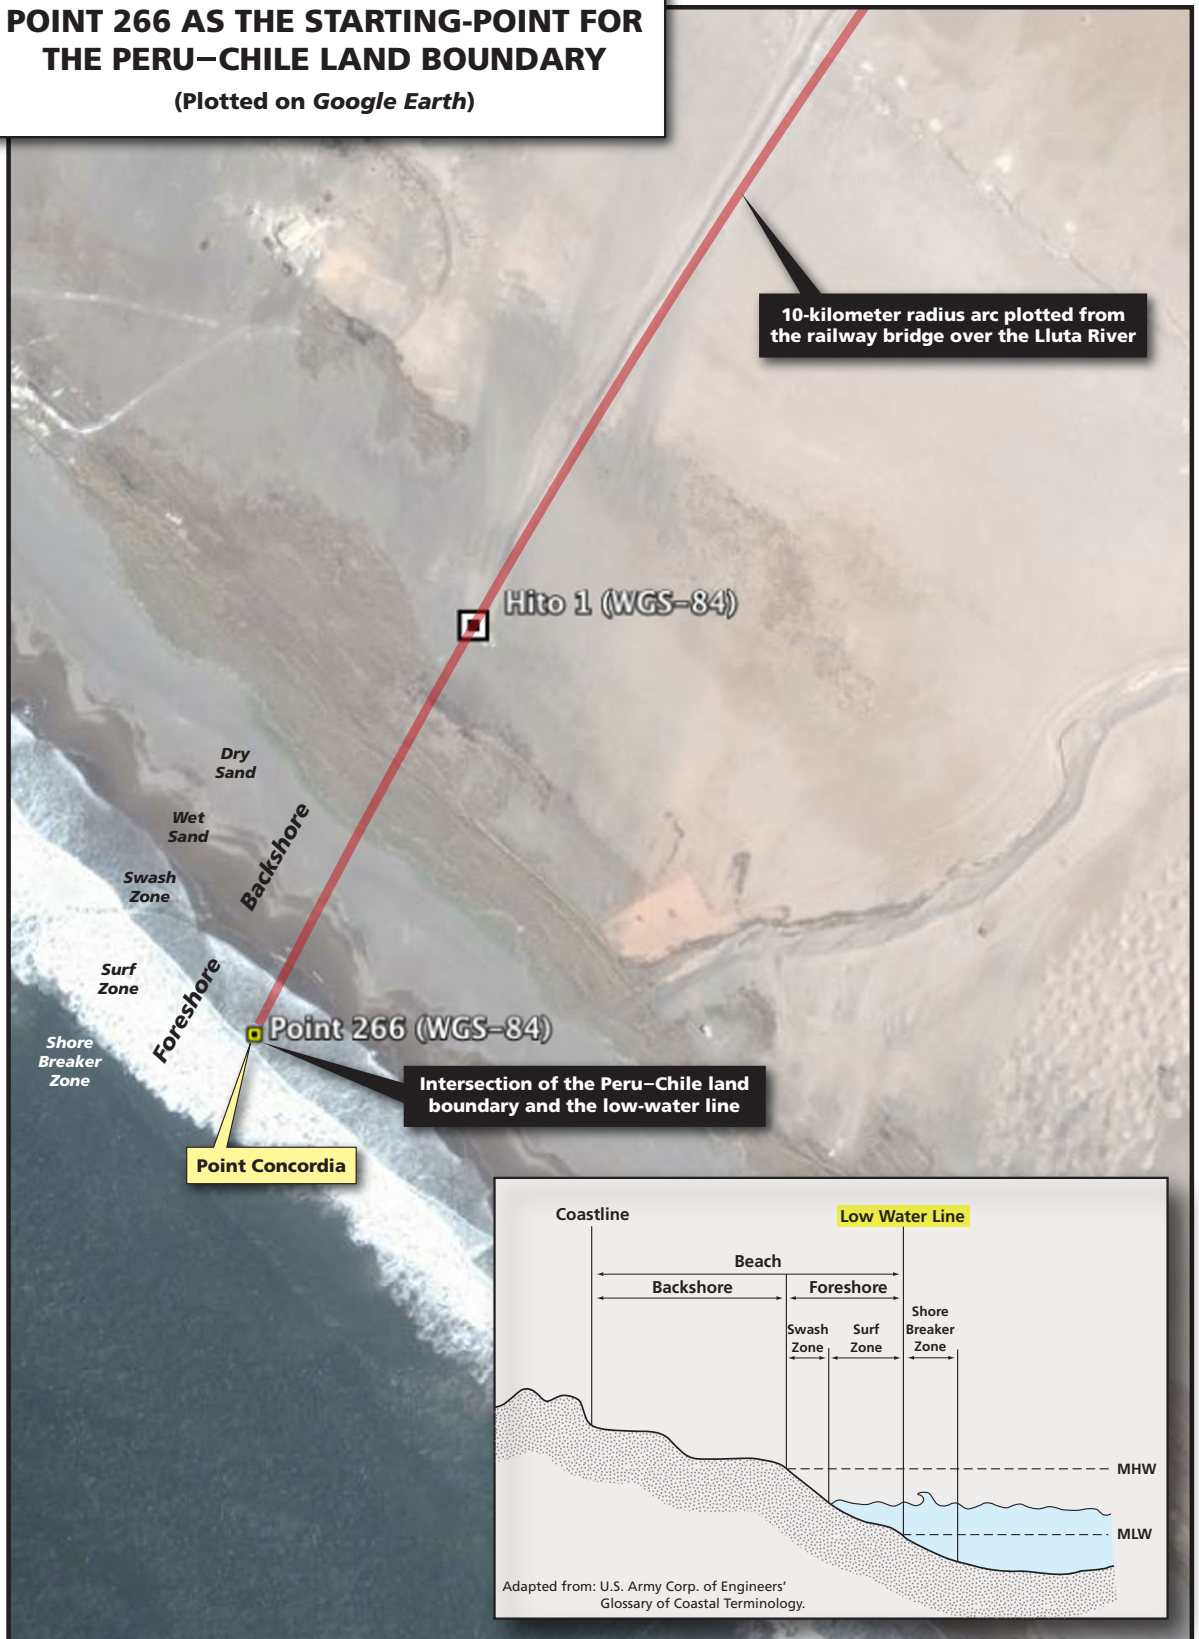 POINT 266 AS THE STARTING-POINT FOR
THE PERU–CHILE LAND BOUNDARY
(Plotted on Google Earth)
10-kilometer radius arc plotted from
the railway bridge over the Lluta River
Hito 1 (WGS–84)
Dry
Sand
Wet
Sand
Backshore
Swash
Zone
Surf
Zone
Foreshore
Shore
Breaker
Zone
Point 266 (WGS–84)
Intersection of the Peru–Chile land
boundary and the low-water line
Point Concordia
Coastline
Low Water Line
Beach
Backshore
Foreshore
Swash
Zone
Surf
Zone
Shore
Breaker
Zone
MHW
MLW
Adapted from: U.S. Army Corp. of Engineers'
Glossary of Coastal Terminology.